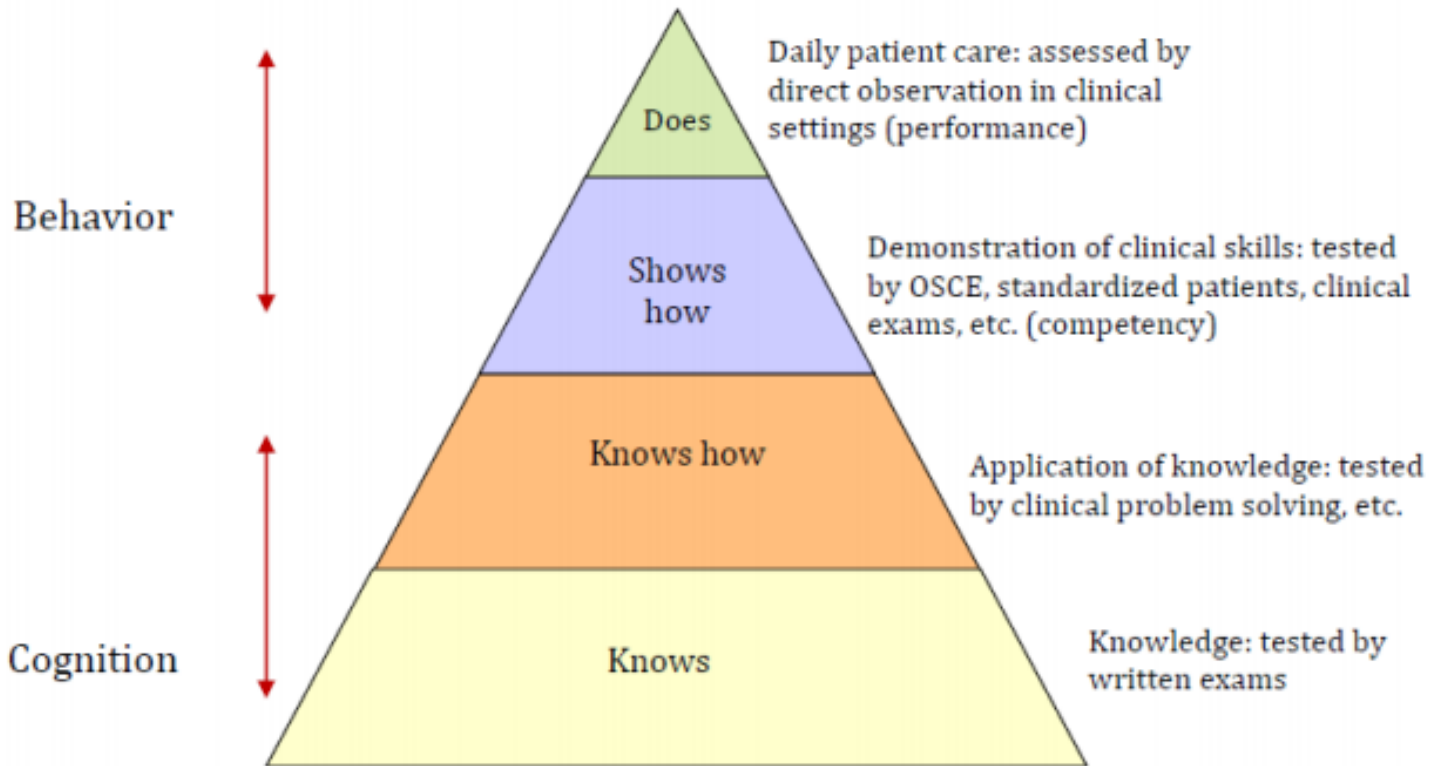 Daily patient care: assessed by
direct observation in clinical
settings (performance)
Does
Behavior
Demonstration of clinical skills: tested
by OSCE, standardized patients, clinical
exams, etc. (competency)
Shows
how
Knows how
Application of knowledge: tested
by clinical problem solving, etc.
Cognition
Knows
Knowledge: tested by
written exams